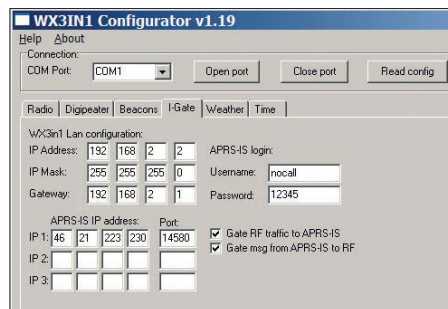 WX3IN1 Configurator v1.19
Help About
Connection:
COM Port: COM1 Open port Close port Read config
Radio Digipeater Beacons I-Gate Weather Time
WX3in1 Lan configuration:
IP Address: 192 168 2 2 APRS-IS login:
IP Mask: 255 255 255 0 Username: nocall
Gateway: 192 168 2 1 Password: 12345
APRS-IS IP address: Port:
IP 1: 46 21 223 230 14580 Gate RF traffic to APRS-IS
IP 2: Gate msg from APRS-IS to RF
IP 3: